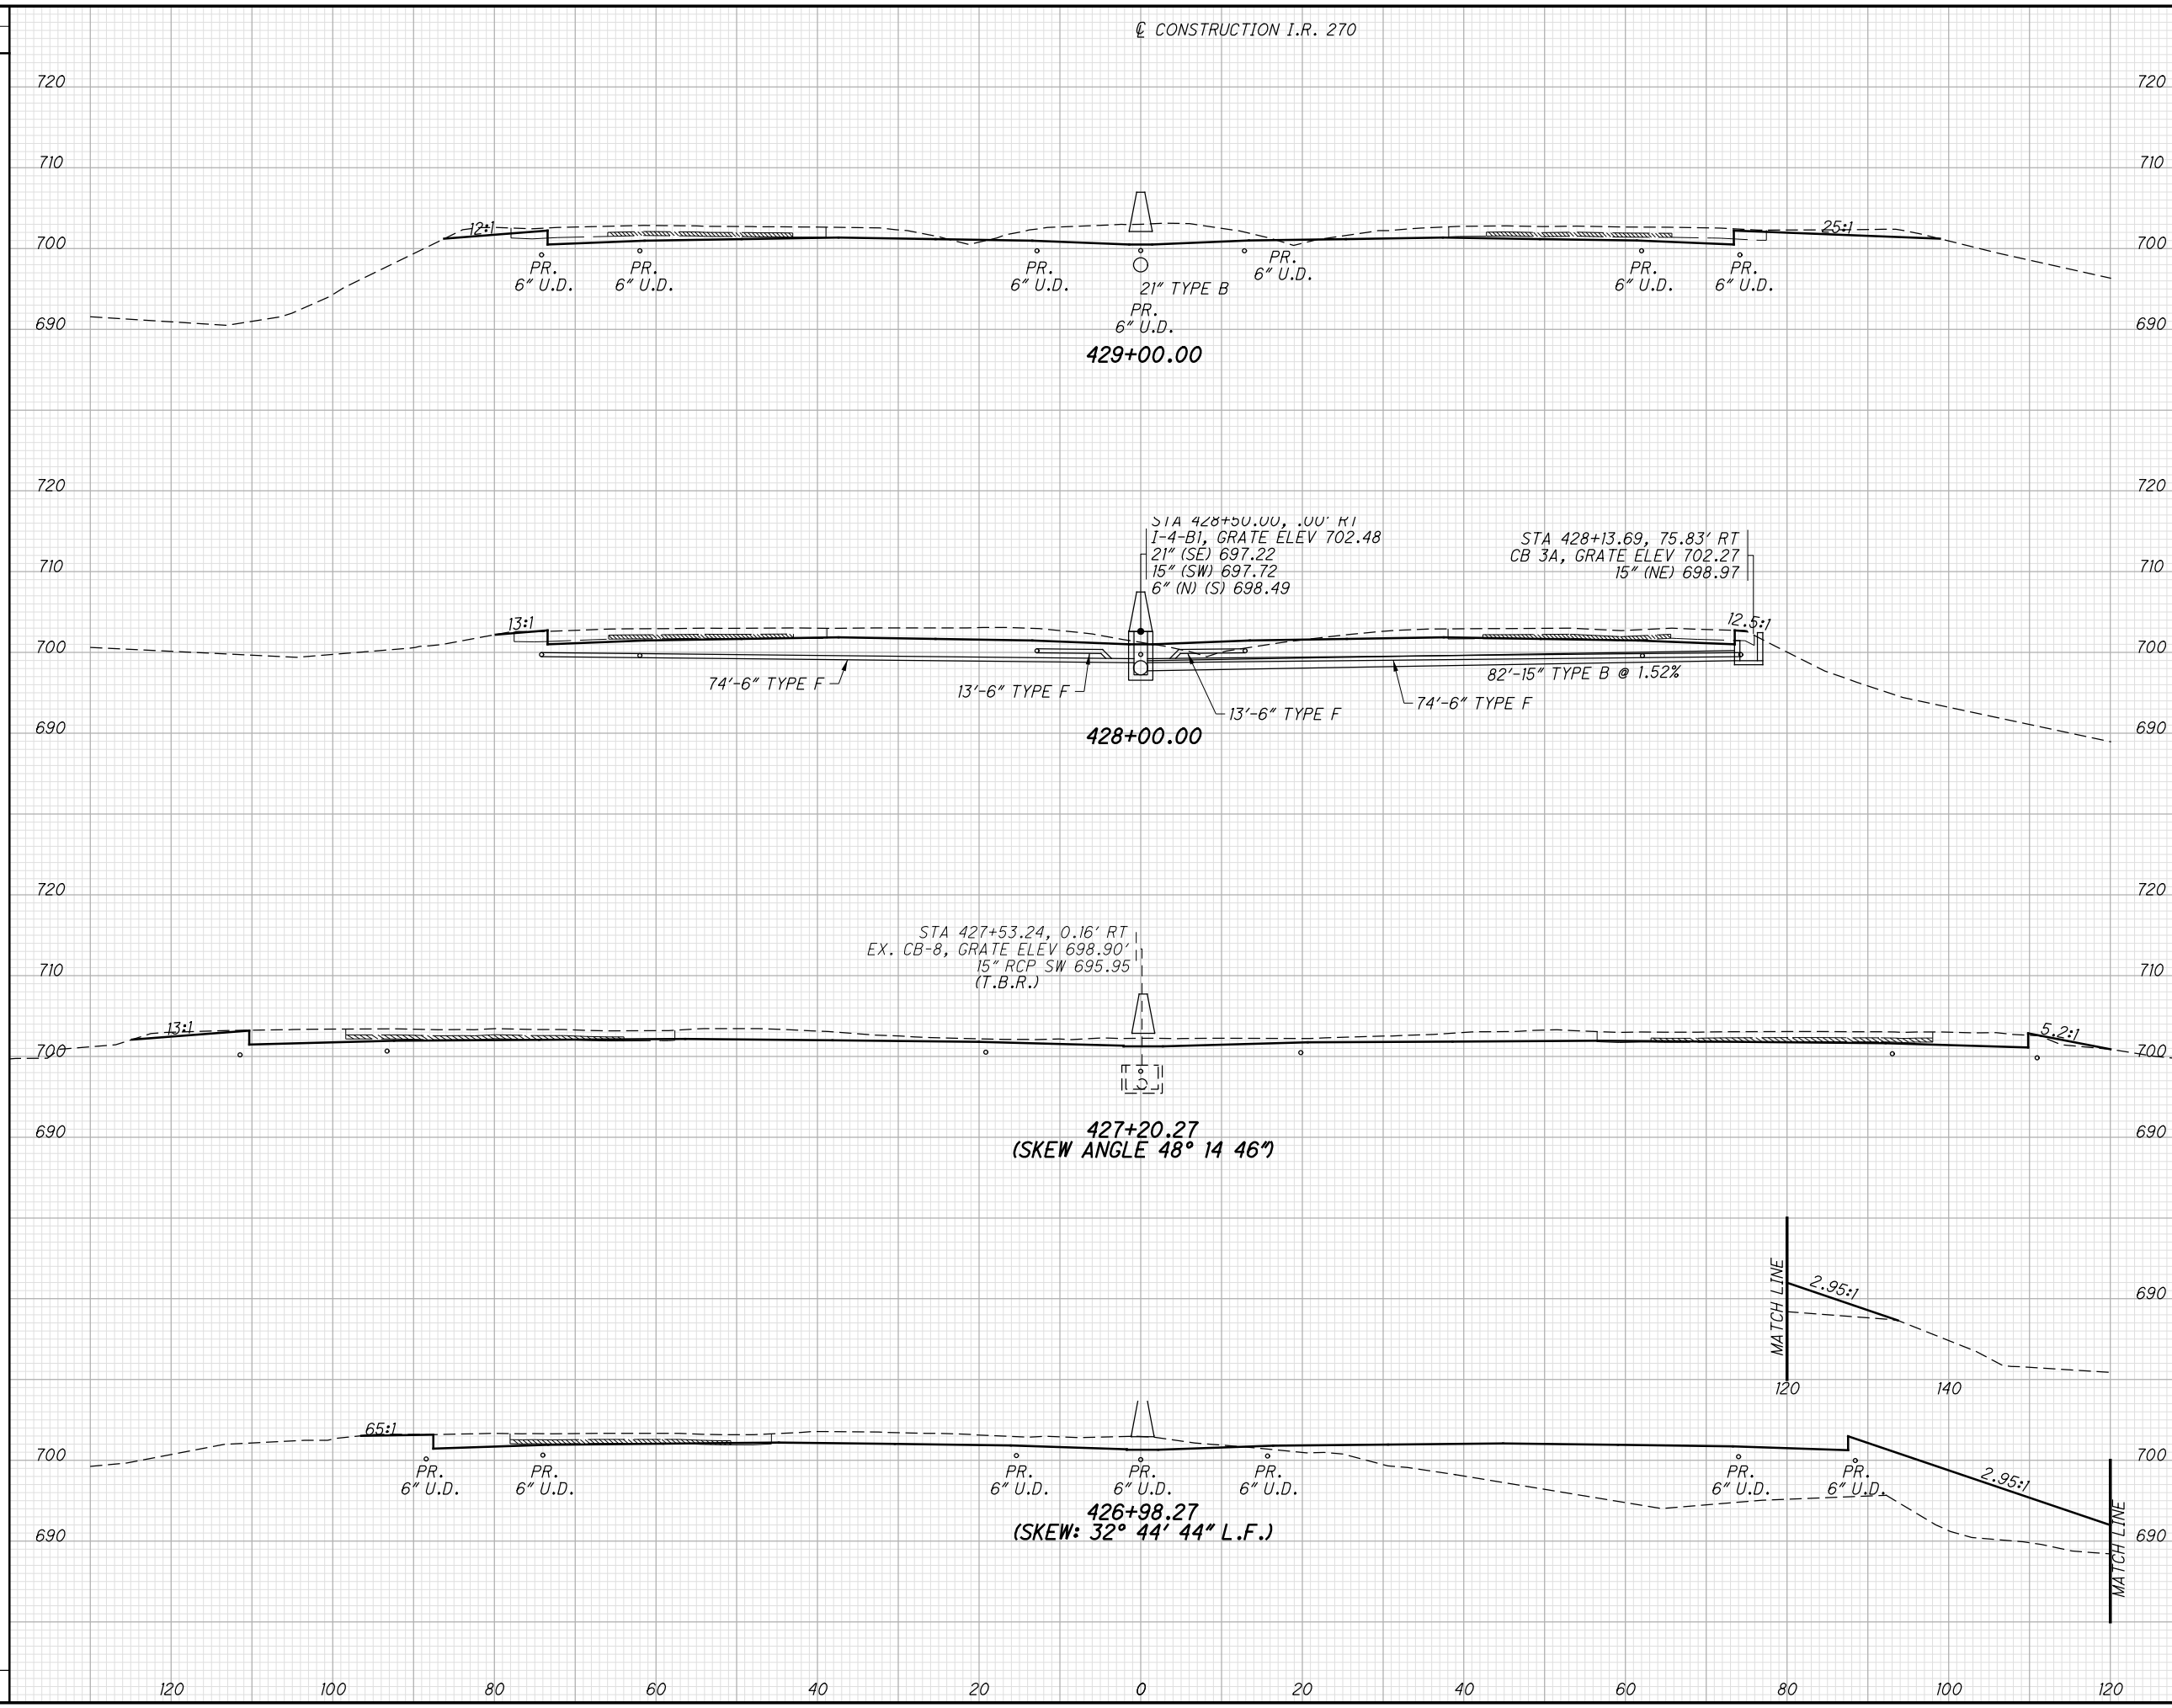 ℄ CONSTRUCTION I.R. 270
720 720
710 710
12:1 25:1
700 700
PR. PR. PR. PR. PR. PR.
6" U.D. 6" U.D. 6" U.D. 6" U.D. 6" U.D. 6" U.D.
21" TYPE B
PR.
6" U.D.
690 690
429+00.00
720 720
STA 428+50.00, .00' RT
I-4-B1, GRATE ELEV 702.48
21" (SE) 697.22
15" (SW) 697.72
6" (N) (S) 698.49
STA 428+13.69, 75.83' RT
CB 3A, GRATE ELEV 702.27
15" (NE) 698.97
710 710
13:1 12.5:1
700 700
74'-6" TYPE F
13'-6" TYPE F
13'-6" TYPE F
74'-6" TYPE F
82'-15" TYPE B @ 1.52%
690 690
428+00.00
720 720
STA 427+53.24, 0.16' RT
EX. CB-8, GRATE ELEV 698.90'
15" RCP SW 695.95
(T.B.R.)
710 710
13:1 5.2:1
700 700
690 690
427+20.27
(SKEW ANGLE 48° 14 46")
MATCH LINE
2.95:1
690
120 140
65:1
700 700
PR. PR. PR. PR. PR. PR. PR.
6" U.D. 6" U.D. 6" U.D. 6" U.D. 6" U.D. 6" U.D. 6" U.D.
2.95:1
426+98.27
(SKEW: 32° 44' 44" L.F.)
690 690
MATCH LINE
120 100 80 60 40 20 0 20 40 60 80 100 120